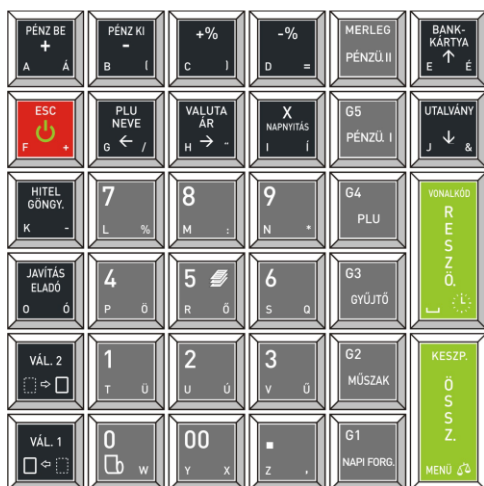 PÉNZ BE
+
A Á
PÉNZ KI
-
B (
+%
C )
-%
D =
MERLEG
PÉNZÜ.II
BANK-
KÁRTYA
↑
E É
ESC
F +
PLU
NEVE
←
G /
VALUTA
ÁR
→
H ¨
X
NAPNYITÁS
I Í
G5
PÉNZÜ. I
UTALVÁNY
↓
J &
HITEL
GÖNGY.
K -
7
L %
8
M :
9
N *
G4
PLU
VONALKÓD
R
E
S
Z
Ö.
JAVÍTÁS
ELADÓ
O Ó
4
P Ö
5
R Ő
6
S Q
G3
GYŰJTŐ
VÁL. 2
⇨
1
T Ü
2
U Ú
3
V Ű
G2
MŰSZAK
KESZP.
Ö
S
S
Z.
MENÜ
VÁL. 1
⇦
0
W
00
Y X
.
Z ,
G1
NAPI FORG.